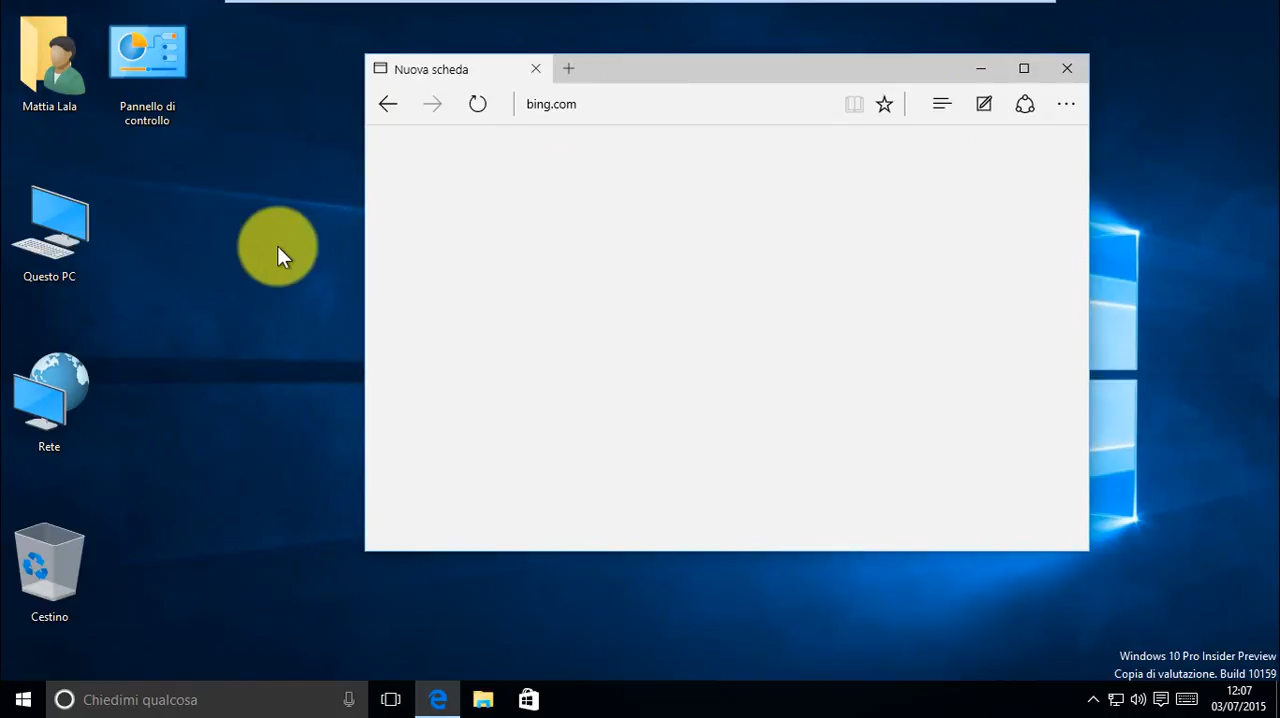 Mattia Lala
Pannello di
controllo
Questo PC
Rete
Cestino
Nuova scheda
bing.com
Windows 10 Pro Insider Preview
Copia di valutazione. Build 10159
Chiedimi qualcosa
12:07
03/07/2015